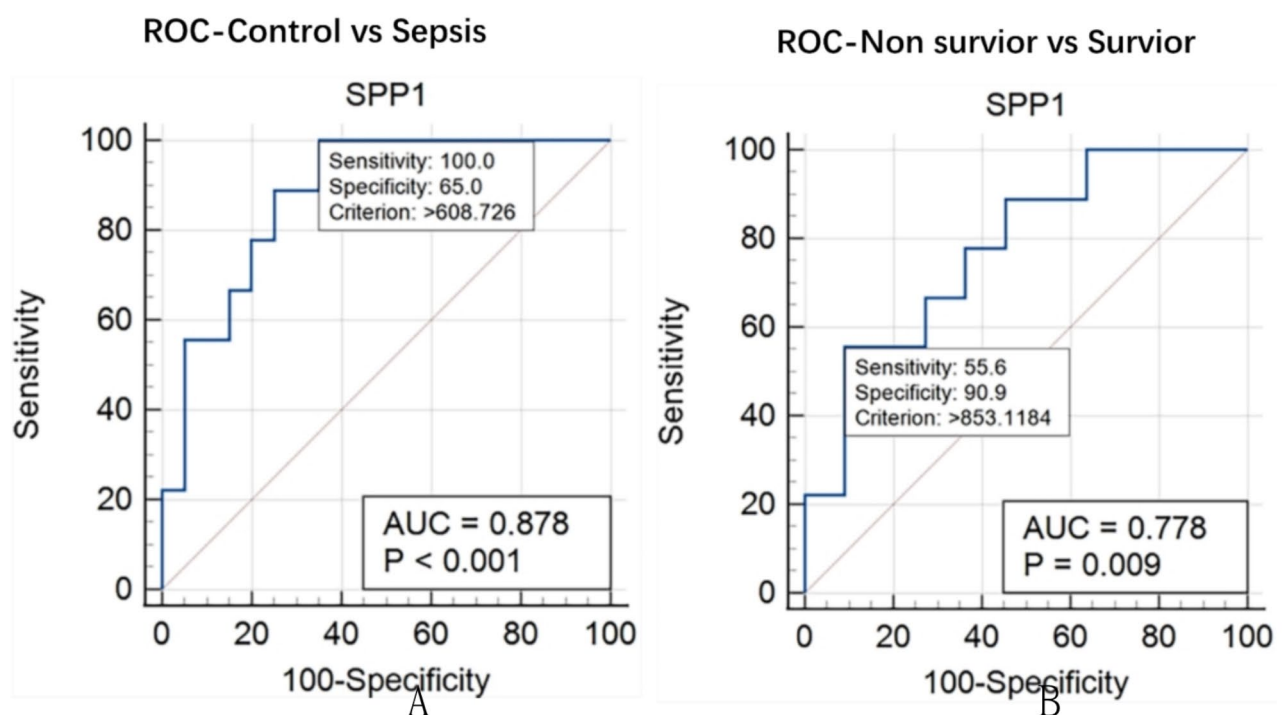 ROC-Control vs Sepsis
SPP1
100
80
60
40
20
0
Sensitivity
Sensitivity: 100.0
Specificity: 65.0
Criterion: >608.726
AUC = 0.878
P < 0.001
0 20 40 60 80 100
100-Specificity
A
ROC-Non survior vs Survior
SPP1
100
80
60
40
20
0
Sensitivity
Sensitivity: 55.6
Specificity: 90.9
Criterion: >853.1184
AUC = 0.778
P = 0.009
0 20 40 60 80 100
100-Specificity
B